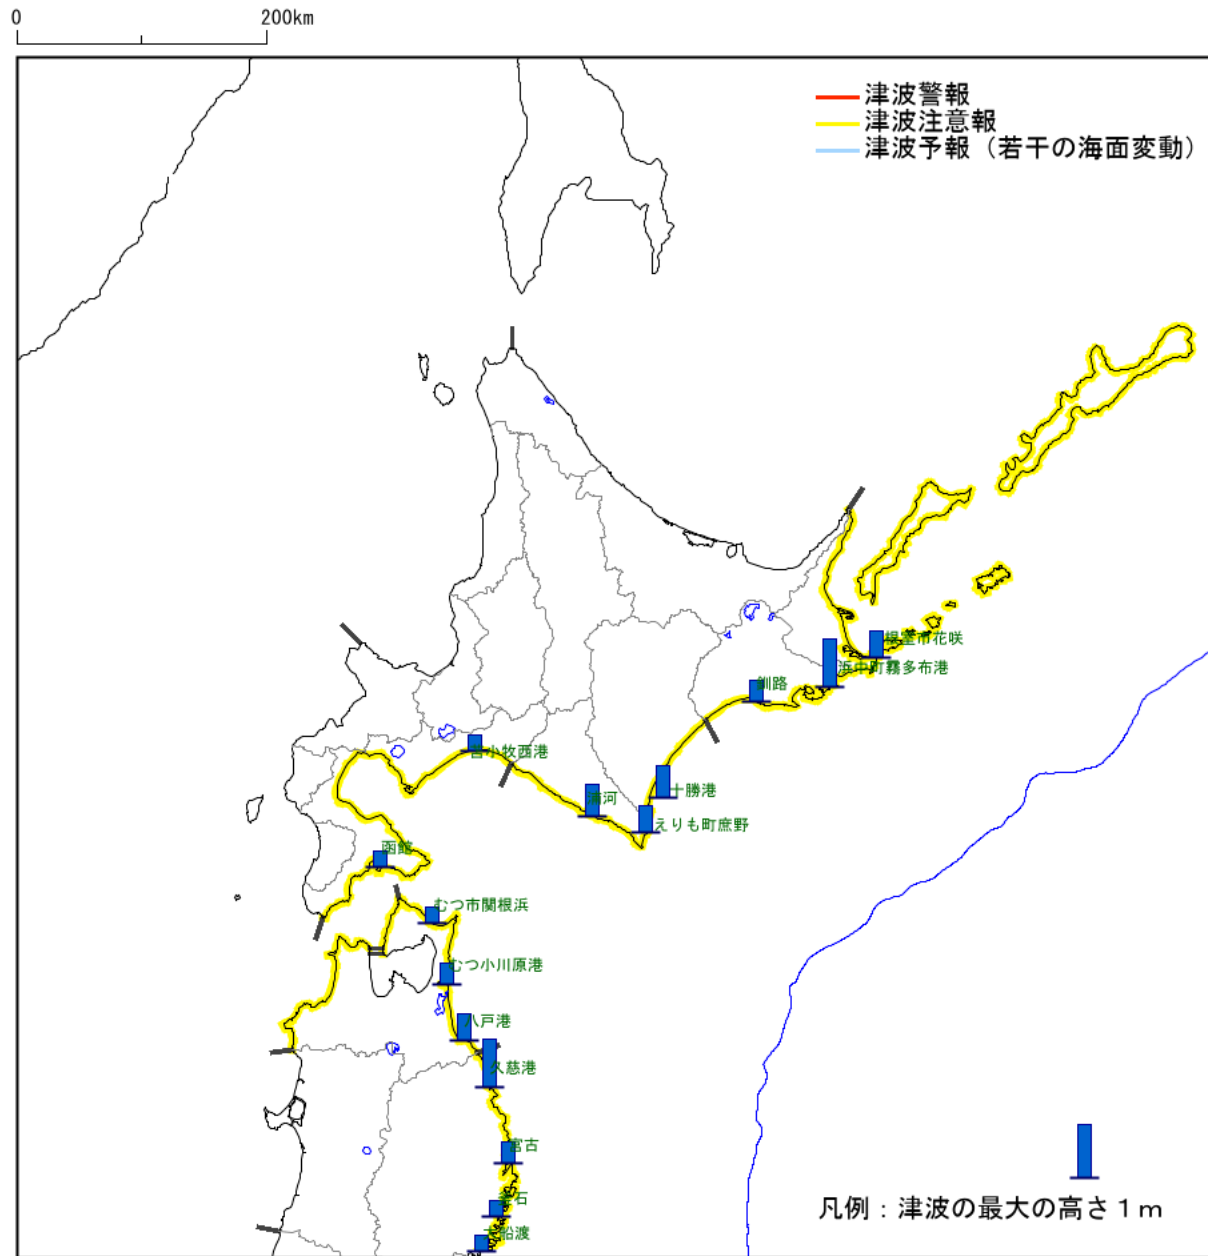 0
200km
津波警報
津波注意報
津波予報（若干の海面変動）
根室市花咲
浜中町霧多布港
釧路
苫小牧西港
十勝港
浦河
えりも町庶野
函館
むつ市関根浜
むつ小川原港
八戸港
久慈港
宮古
釜石
大船渡
凡例：津波の最大の高さ１ｍ